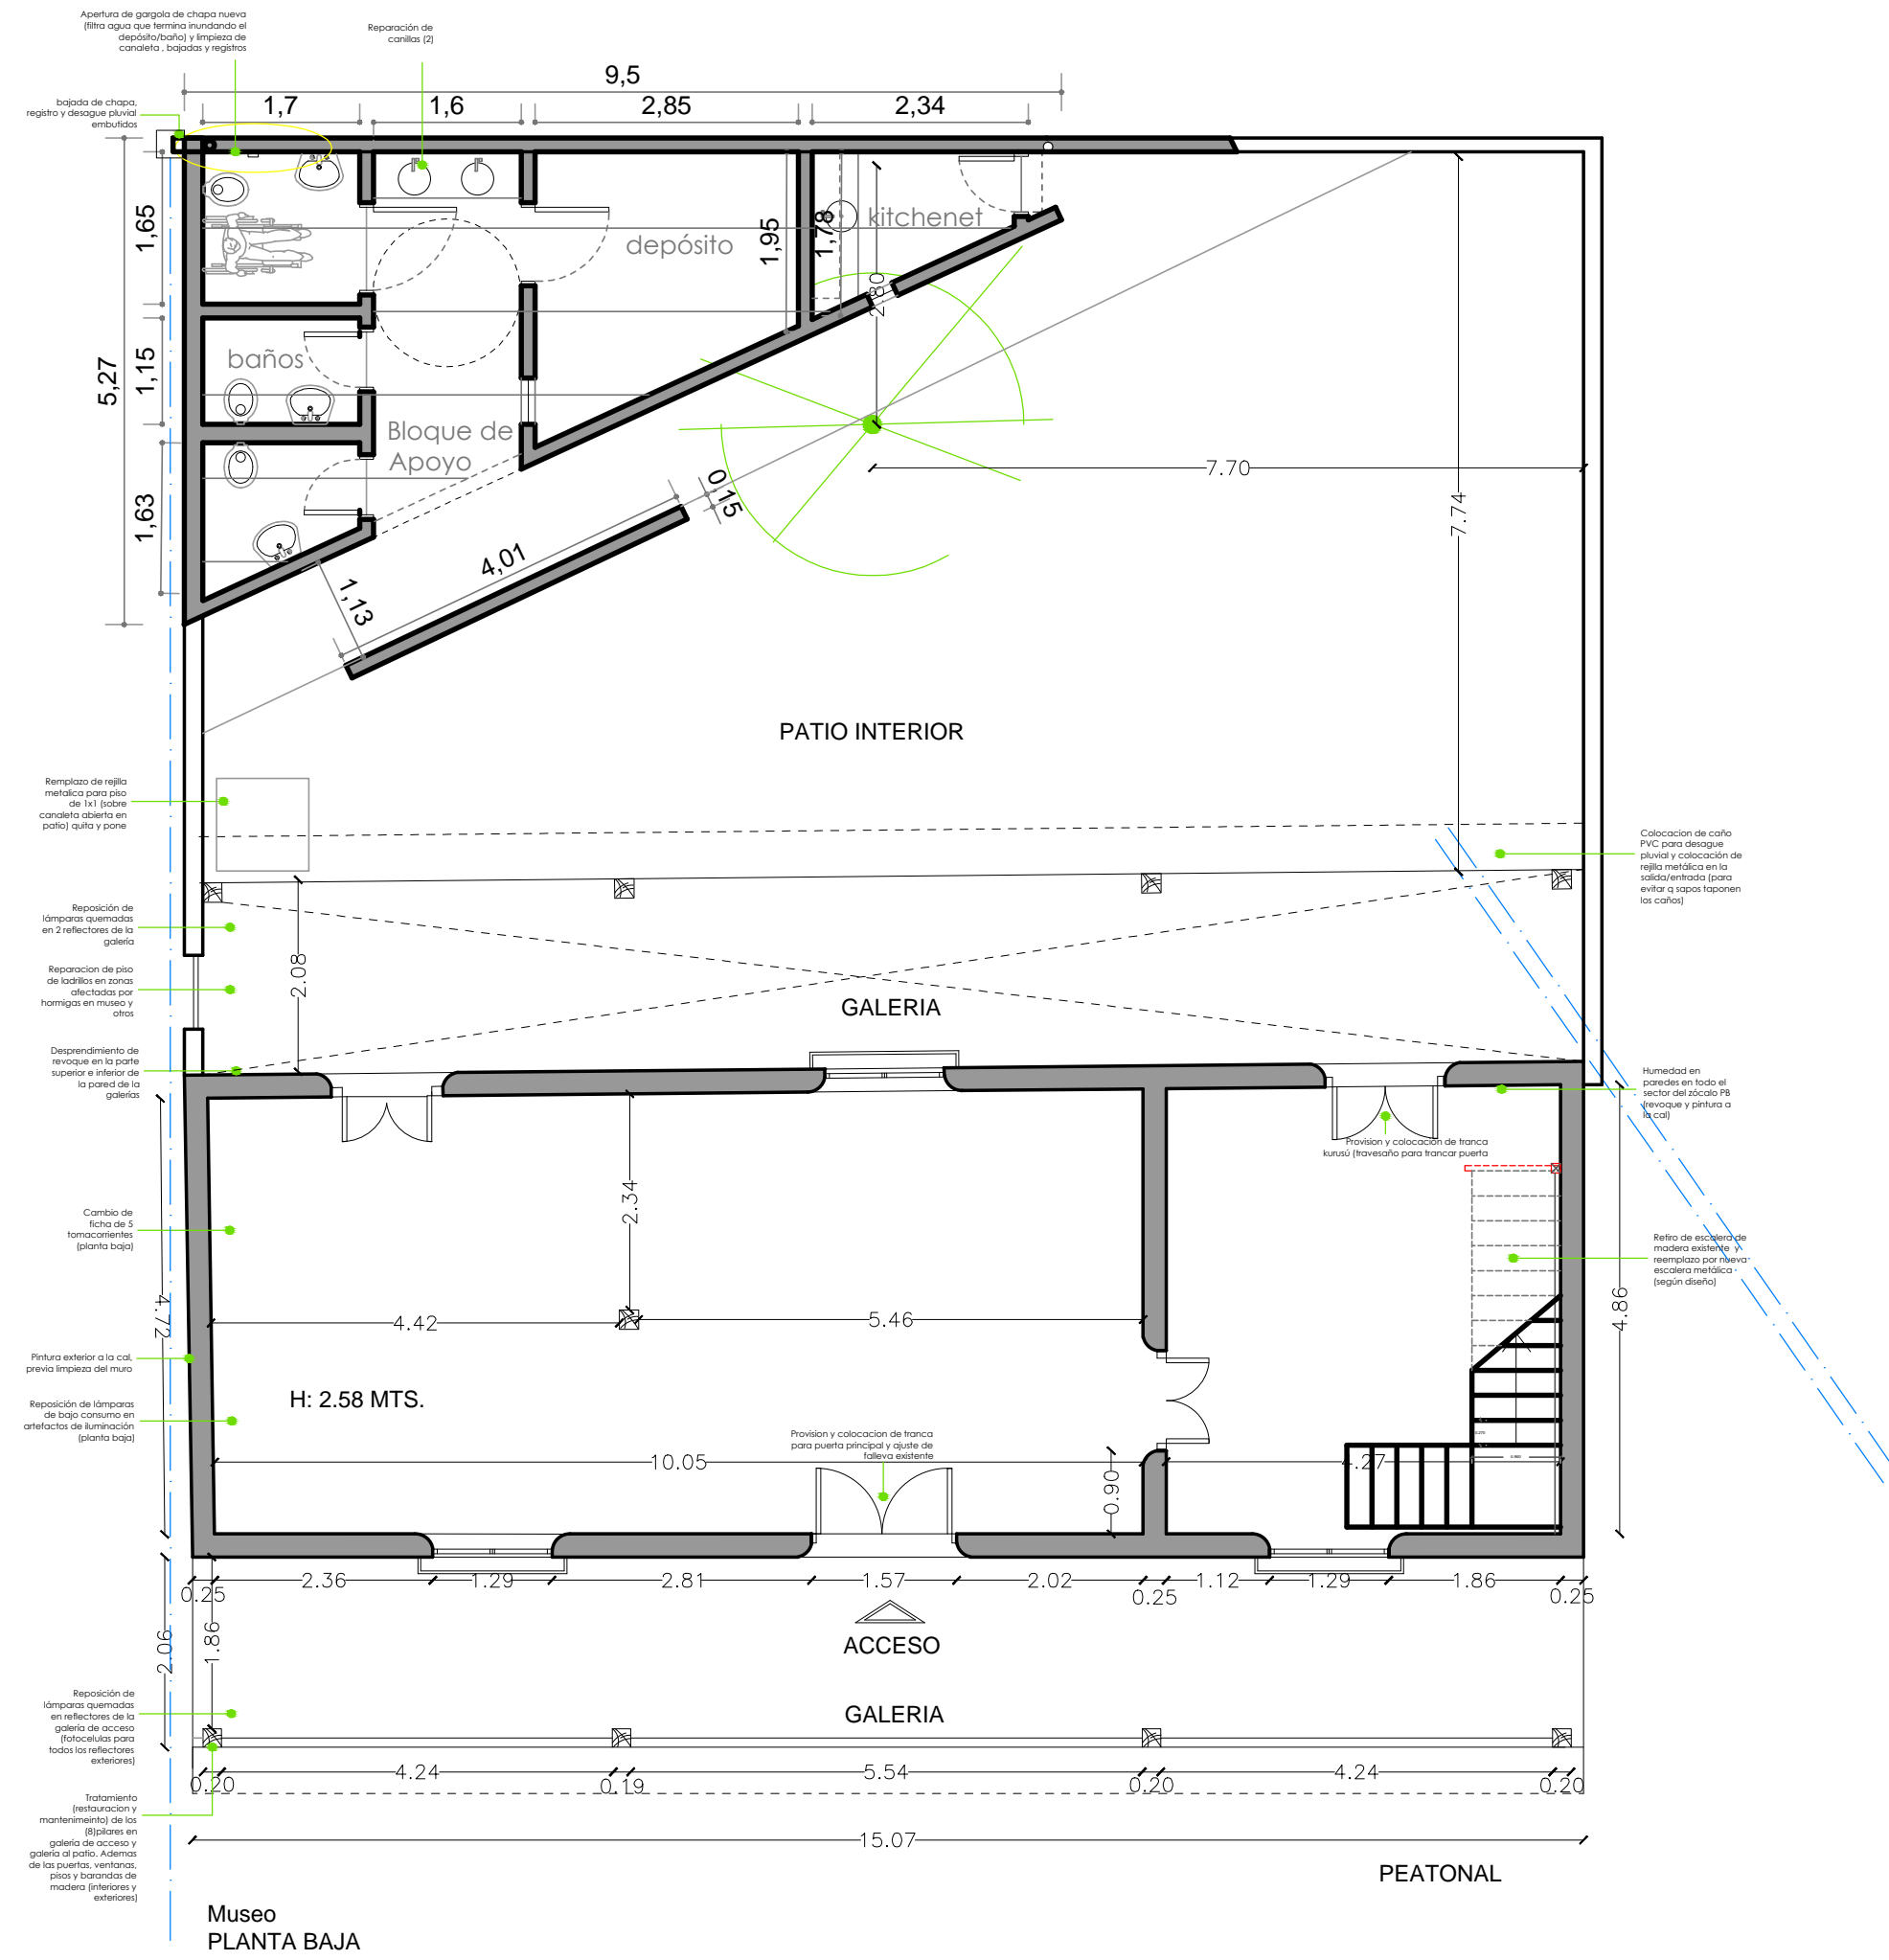 Apertura de gargola de chapa nueva
(filtra agua que termina inundando el
depósito/baño) y limpieza de
canaleta , bajadas y registros
Reparación de
canillas (2)
9,5
bajada de chapa,
registro y desague pluvial
embutidos
1,7
1,6
2,85
2,34
1,65
1,15
5,27
1,63
1,95
1,78
2.80
kitchenet
depósito
baños
Bloque de
Apoyo
0,15
7.70
7.74
4,01
1,13
PATIO INTERIOR
Remplazo de rejilla
metalica para piso
de 1x1 (sobre
canaleta abierta en
patio) quita y pone
Colocacion de caño
PVC para desague
pluvial y colocación de
rejilla metálica en la
salida/entrada (para
evitar q sapos taponen
los caños)
Reposición de
lámparas quemadas
en 2 reflectores de la
galería
Reparacion de piso
de ladrillos en zonas
afectadas por
hormigas en museo y
otros
2.08
GALERIA
Desprendimiento de
revoque en la parte
superior e inferior de
la pared de la
galerías
Humedad en
paredes en todo el
sector del zócalo PB
(revoque y pintura a
la cal)
Provision y colocación de tranca
kurusú (travesaño para trancar puerta
2.34
Cambio de
ficha de 5
tomacorrientes
(planta baja)
Retiro de escalera de
madera existente y
reemplazo por nueva
escalera metálica
(según diseño)
4.72
4.42
5.46
4.86
Pintura exterior a la cal,
previa limpieza del muro
H: 2.58 MTS.
Reposición de lámparas
de bajo consumo en
artefactos de iluminación
(planta baja)
Provision y colocacion de tranca
para puerta principal y ajuste de
falleva existente
10.05
0.90
4.27
0.25
2.36
1.29
2.81
1.57
2.02
0.25
1.12
1.29
1.86
0.25
2.06
1.86
ACCESO
GALERIA
Reposición de
lámparas quemadas
en reflectores de la
galería de acceso
(fotocelulas para
todos los reflectores
exteriores)
0.20
4.24
0.19
5.54
0.20
4.24
0.20
Tratamiento
(restauracion y
mantenimeinto) de los
(8)pilares en
galería de acceso y
galería al patio. Ademas
de las puertas, ventanas,
pisos y barandas de
madera (interiores y
exteriores)
15.07
PEATONAL
Museo
PLANTA BAJA